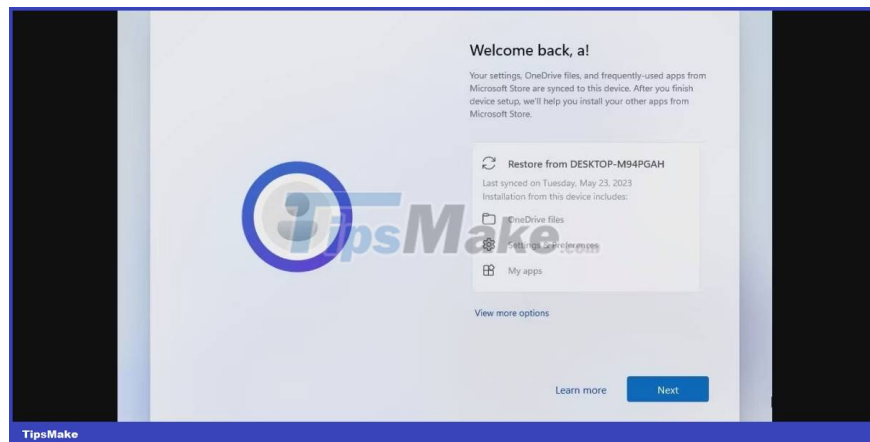 Welcome back, a!
Your settings, OneDrive files, and frequently-used apps from
Microsoft Store are synced to this device. After you finish
device setup, we'll help you install your other apps from
Microsoft Store.
Restore from DESKTOP-M94PGAH
Last synced on Tuesday, May 23, 2023
Installation from this device includes:
OneDrive files
Settings & Preferences
My apps
TipsMake.com
View more options
Learn more
Next
TipsMake